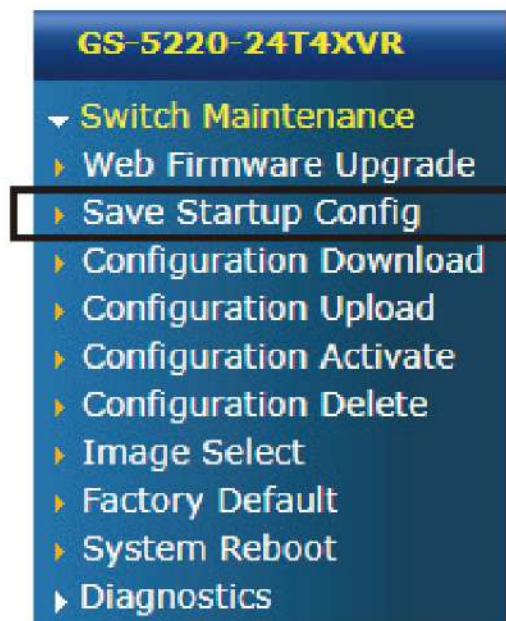 GS-5220-24T4XVR
Switch Maintenance
Web Firmware Upgrade
Save Startup Config
Configuration Download
Configuration Upload
Configuration Activate
Configuration Delete
Image Select
Factory Default
System Reboot
Diagnostics